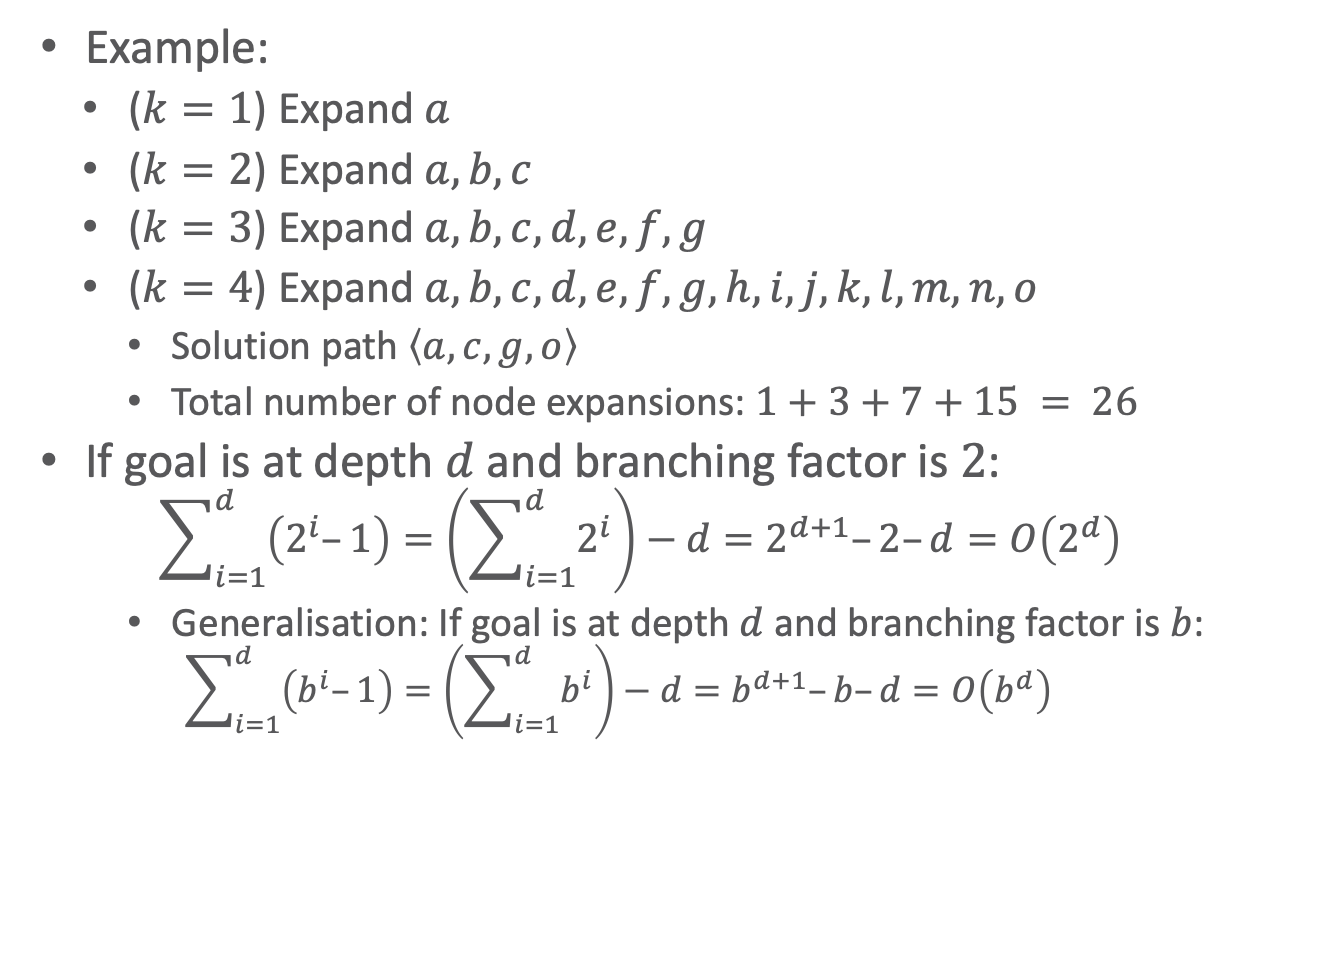 • Example:
• (k = 1) Expand a
• (k = 2) Expand a, b, c
• (k = 3) Expand a, b, c, d, e, f, g
• (k = 4) Expand a, b, c, d, e, f, g, h, i, j, k, l, m, n, o
• Solution path ⟨a, c, g, o⟩
• Total number of node expansions: 1 + 3 + 7 + 15 = 26
• If goal is at depth d and branching factor is 2:
∑_{i=1}^{d} (2^i – 1) = (∑_{i=1}^{d} 2^i) − d = 2^{d+1} – 2 – d = O(2^d)
• Generalisation: If goal is at depth d and branching factor is b:
∑_{i=1}^{d} (b^i – 1) = (∑_{i=1}^{d} b^i) − d = b^{d+1} – b – d = O(b^d)